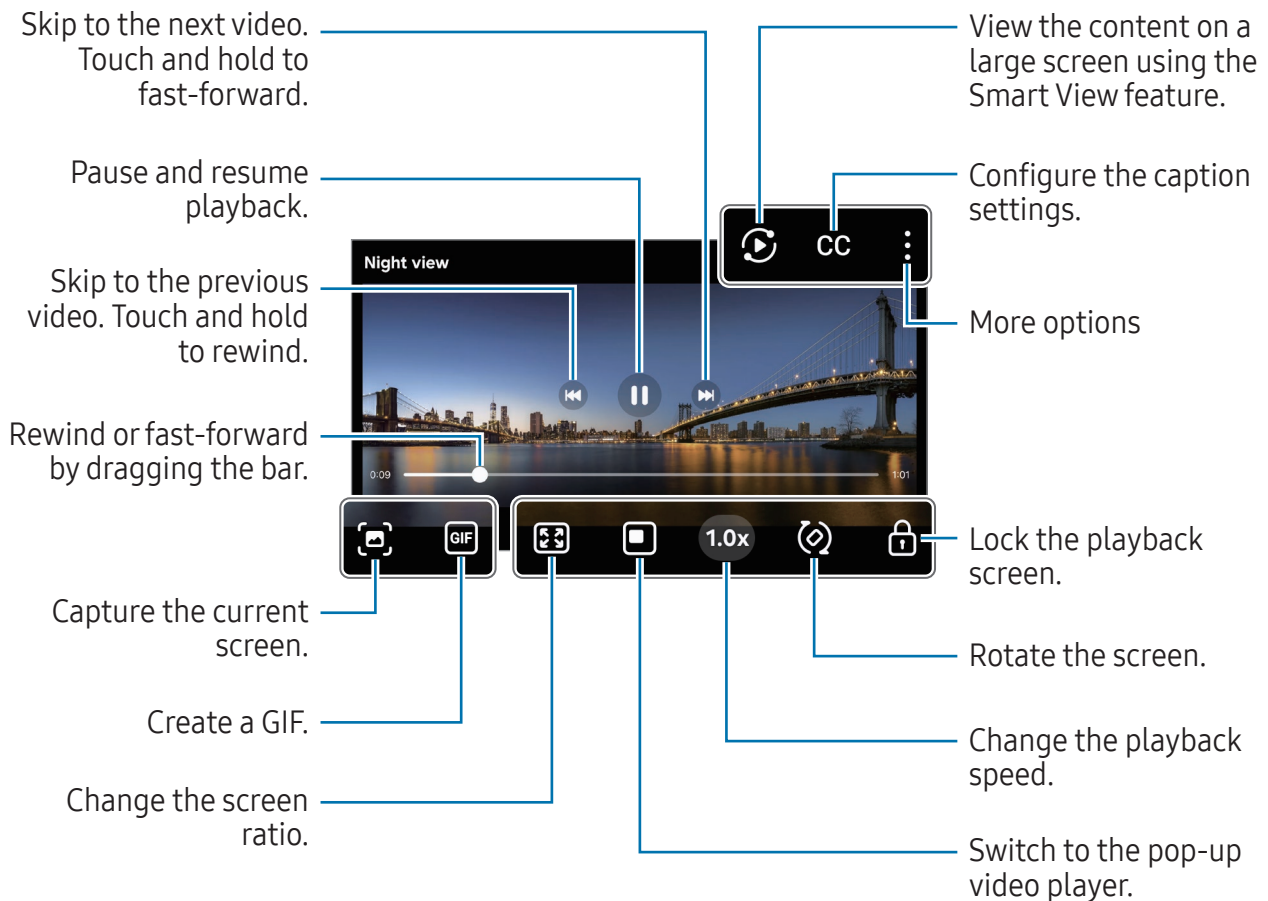 Skip to the next video.
Touch and hold to
fast-forward.
View the content on a
large screen using the
Smart View feature.
Pause and resume
playback.
Configure the caption
settings.
CC
Night view
Skip to the previous
video. Touch and hold
to rewind.
More options
Rewind or fast-forward
by dragging the bar.
0:09
1:01
GIF
1.0x
Lock the playback
screen.
Capture the current
screen.
Rotate the screen.
Create a GIF.
Change the playback
speed.
Change the screen
ratio.
Switch to the pop-up
video player.